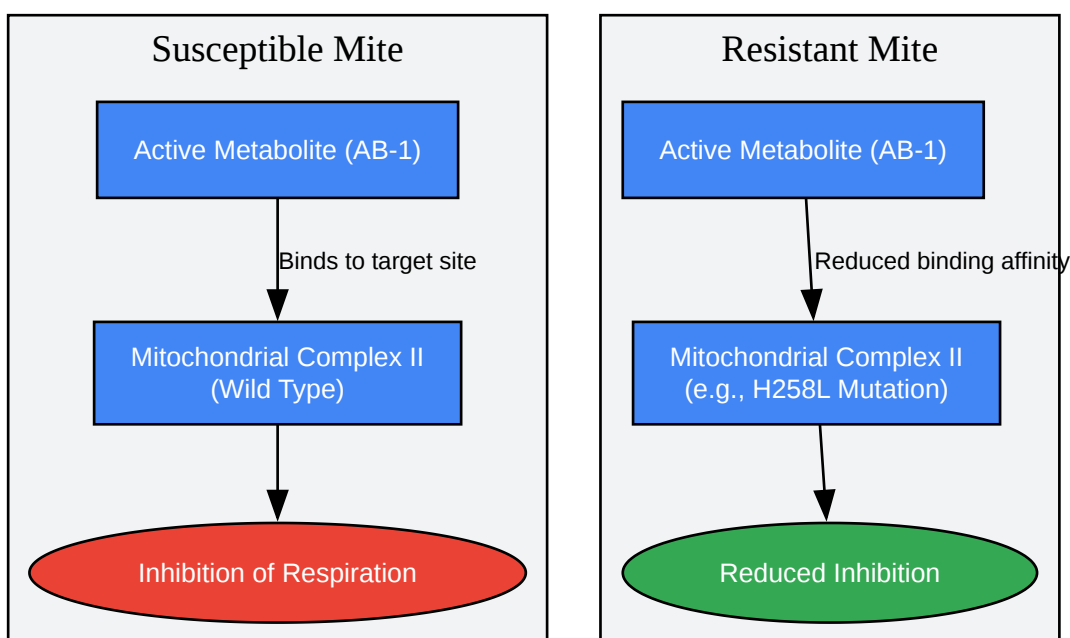 Susceptible Mite
Active Metabolite (AB-1)
Binds to target site
Mitochondrial Complex II
(Wild Type)
Inhibition of Respiration
Resistant Mite
Active Metabolite (AB-1)
Reduced binding affinity
Mitochondrial Complex II
(e.g., H258L Mutation)
Reduced Inhibition